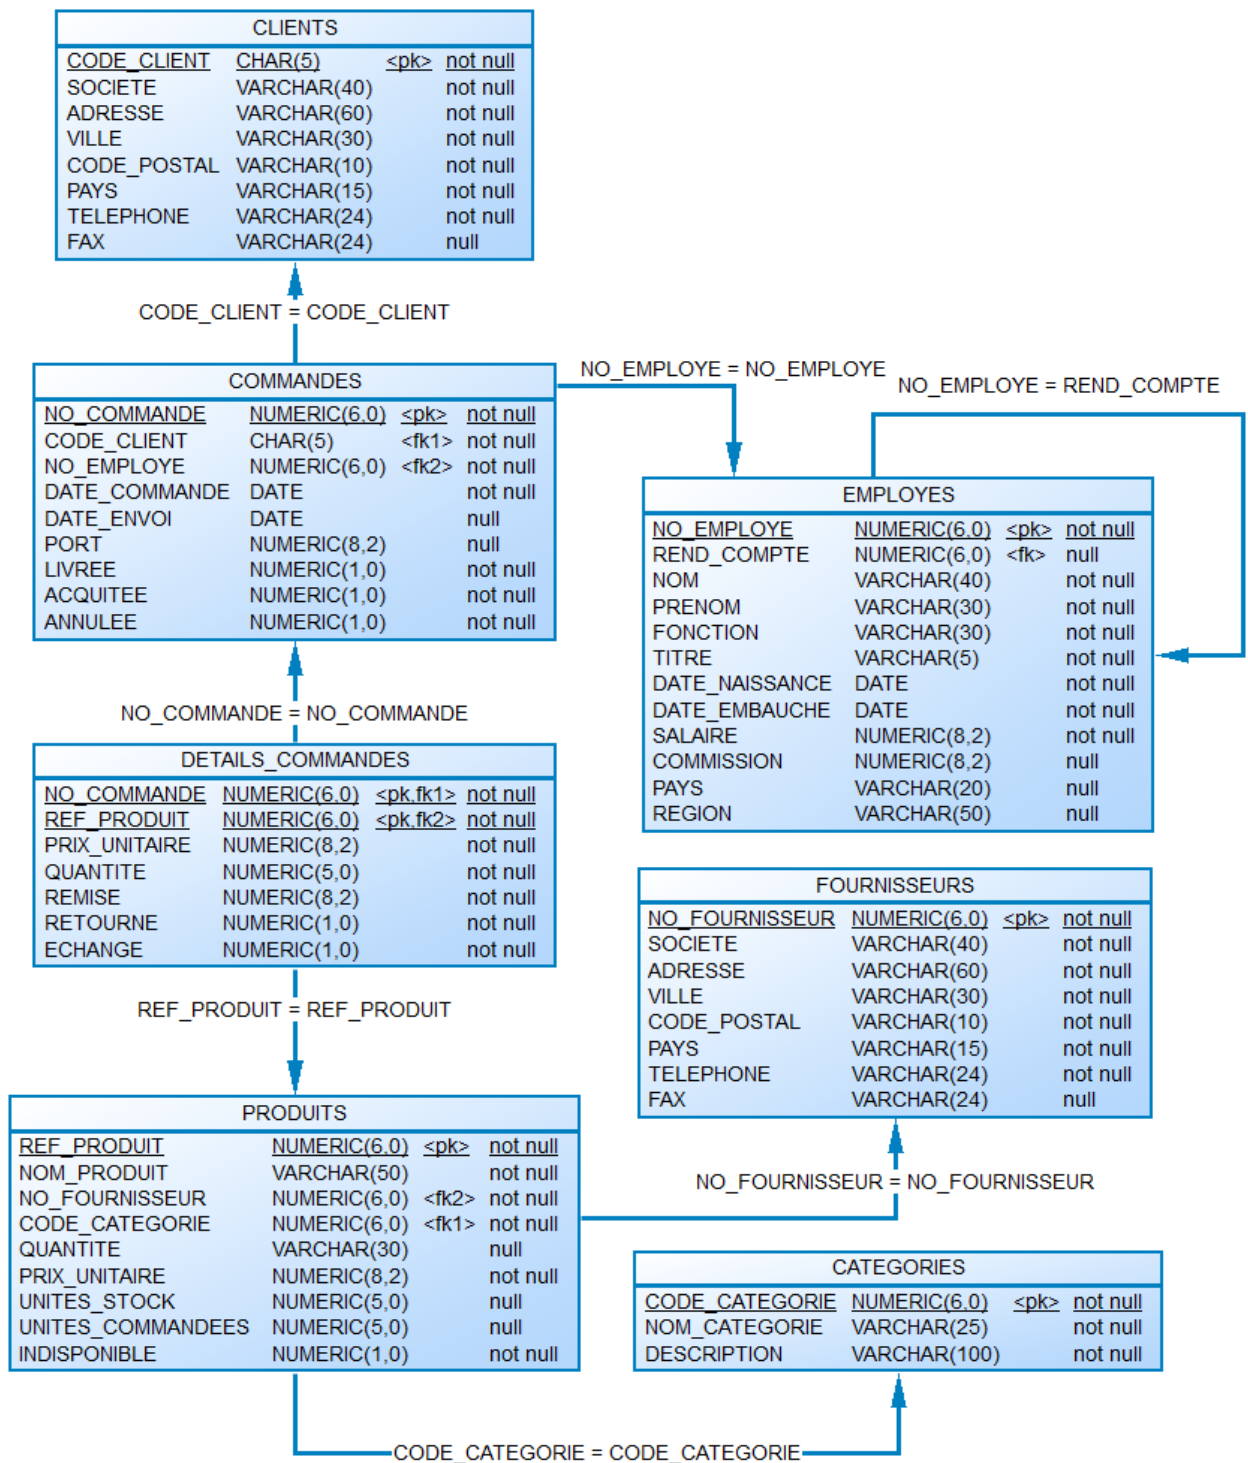 CLIENTS
CODE_CLIENT CHAR(5) <pk> not null
SOCIETE VARCHAR(40) not null
ADRESSE VARCHAR(60) not null
VILLE VARCHAR(30) not null
CODE_POSTAL VARCHAR(10) not null
PAYS VARCHAR(15) not null
TELEPHONE VARCHAR(24) not null
FAX VARCHAR(24) null
CODE_CLIENT = CODE_CLIENT
COMMANDES
NO_COMMANDE NUMERIC(6,0) <pk> not null
CODE_CLIENT CHAR(5) <fk1> not null
NO_EMPLOYE NUMERIC(6,0) <fk2> not null
DATE_COMMANDE DATE not null
DATE_ENVOI DATE null
PORT NUMERIC(8,2) null
LIVREE NUMERIC(1,0) not null
ACQUITEE NUMERIC(1,0) not null
ANNULEE NUMERIC(1,0) not null
NO_EMPLOYE = NO_EMPLOYE
NO_EMPLOYE = REND_COMPTE
EMPLOYES
NO_EMPLOYE NUMERIC(6,0) <pk> not null
REND_COMPTE NUMERIC(6,0) <fk> null
NOM VARCHAR(40) not null
PRENOM VARCHAR(30) not null
FONCTION VARCHAR(30) not null
TITRE VARCHAR(5) not null
DATE_NAISSANCE DATE not null
DATE_EMBAUCHE DATE not null
SALAIRE NUMERIC(8,2) not null
COMMISSION NUMERIC(8,2) null
PAYS VARCHAR(20) null
REGION VARCHAR(50) null
NO_COMMANDE = NO_COMMANDE
DETAILS_COMMANDES
NO_COMMANDE NUMERIC(6,0) <pk,fk1> not null
REF_PRODUIT NUMERIC(6,0) <pk,fk2> not null
PRIX_UNITAIRE NUMERIC(8,2) not null
QUANTITE NUMERIC(5,0) not null
REMISE NUMERIC(8,2) not null
RETOURNE NUMERIC(1,0) not null
ECHANGE NUMERIC(1,0) not null
REF_PRODUIT = REF_PRODUIT
FOURNISSEURS
NO_FOURNISSEUR NUMERIC(6,0) <pk> not null
SOCIETE VARCHAR(40) not null
ADRESSE VARCHAR(60) not null
VILLE VARCHAR(30) not null
CODE_POSTAL VARCHAR(10) not null
PAYS VARCHAR(15) not null
TELEPHONE VARCHAR(24) not null
FAX VARCHAR(24) null
PRODUITS
REF_PRODUIT NUMERIC(6,0) <pk> not null
NOM_PRODUIT VARCHAR(50) not null
NO_FOURNISSEUR NUMERIC(6,0) <fk2> not null
CODE_CATEGORIE NUMERIC(6,0) <fk1> not null
QUANTITE VARCHAR(30) null
PRIX_UNITAIRE NUMERIC(8,2) not null
UNITES_STOCK NUMERIC(5,0) null
UNITES_COMMANDEES NUMERIC(5,0) null
INDISPONIBLE NUMERIC(1,0) not null
NO_FOURNISSEUR = NO_FOURNISSEUR
CATEGORIES
CODE_CATEGORIE NUMERIC(6,0) <pk> not null
NOM_CATEGORIE VARCHAR(25) not null
DESCRIPTION VARCHAR(100) not null
CODE_CATEGORIE = CODE_CATEGORIE